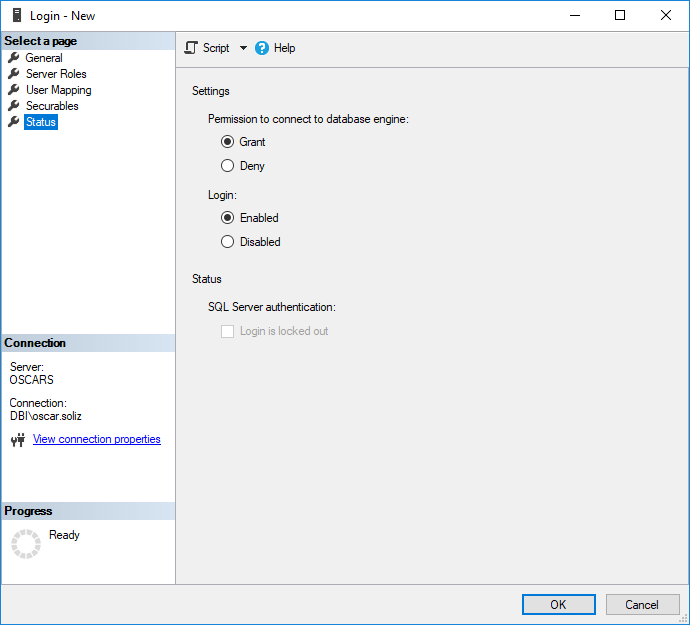 Login - New
Select a page
General
Server Roles
User Mapping
Securables
Status
Connection
Server:
OSCARS
Connection:
DBI\oscar.soliz
View connection properties
Progress
Ready
Script
? Help
Settings
Permission to connect to database engine:
Grant
Deny
Login:
Enabled
Disabled
Status
SQL Server authentication:
Login is locked out
OK
Cancel